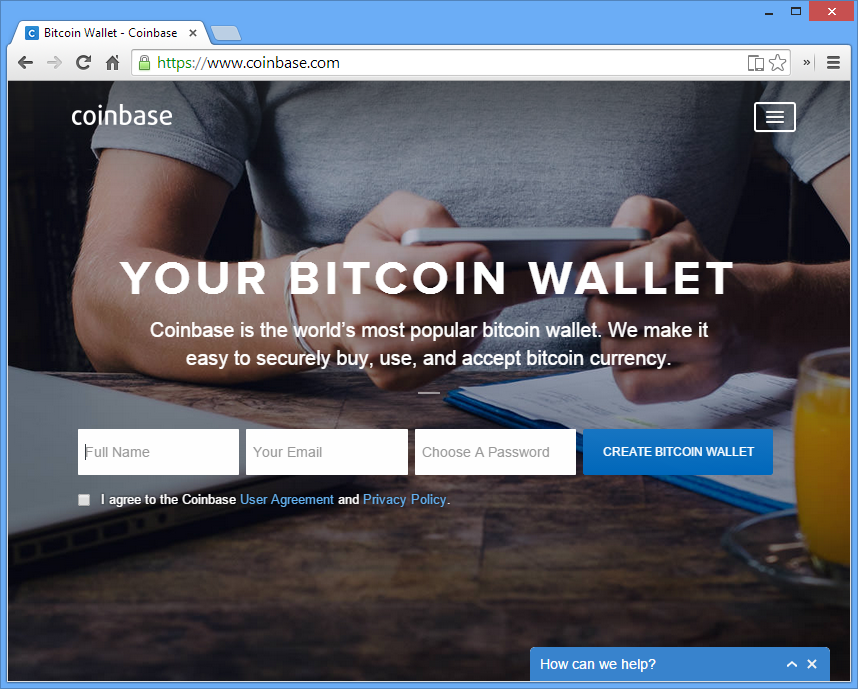 Bitcoin Wallet - Coinbase
https://www.coinbase.com
coinbase
YOUR BITCOIN WALLET
Coinbase is the world's most popular bitcoin wallet. We make it
easy to securely buy, use, and accept bitcoin currency.
Full Name
Your Email
Choose A Password
CREATE BITCOIN WALLET
I agree to the Coinbase User Agreement and Privacy Policy.
How can we help?